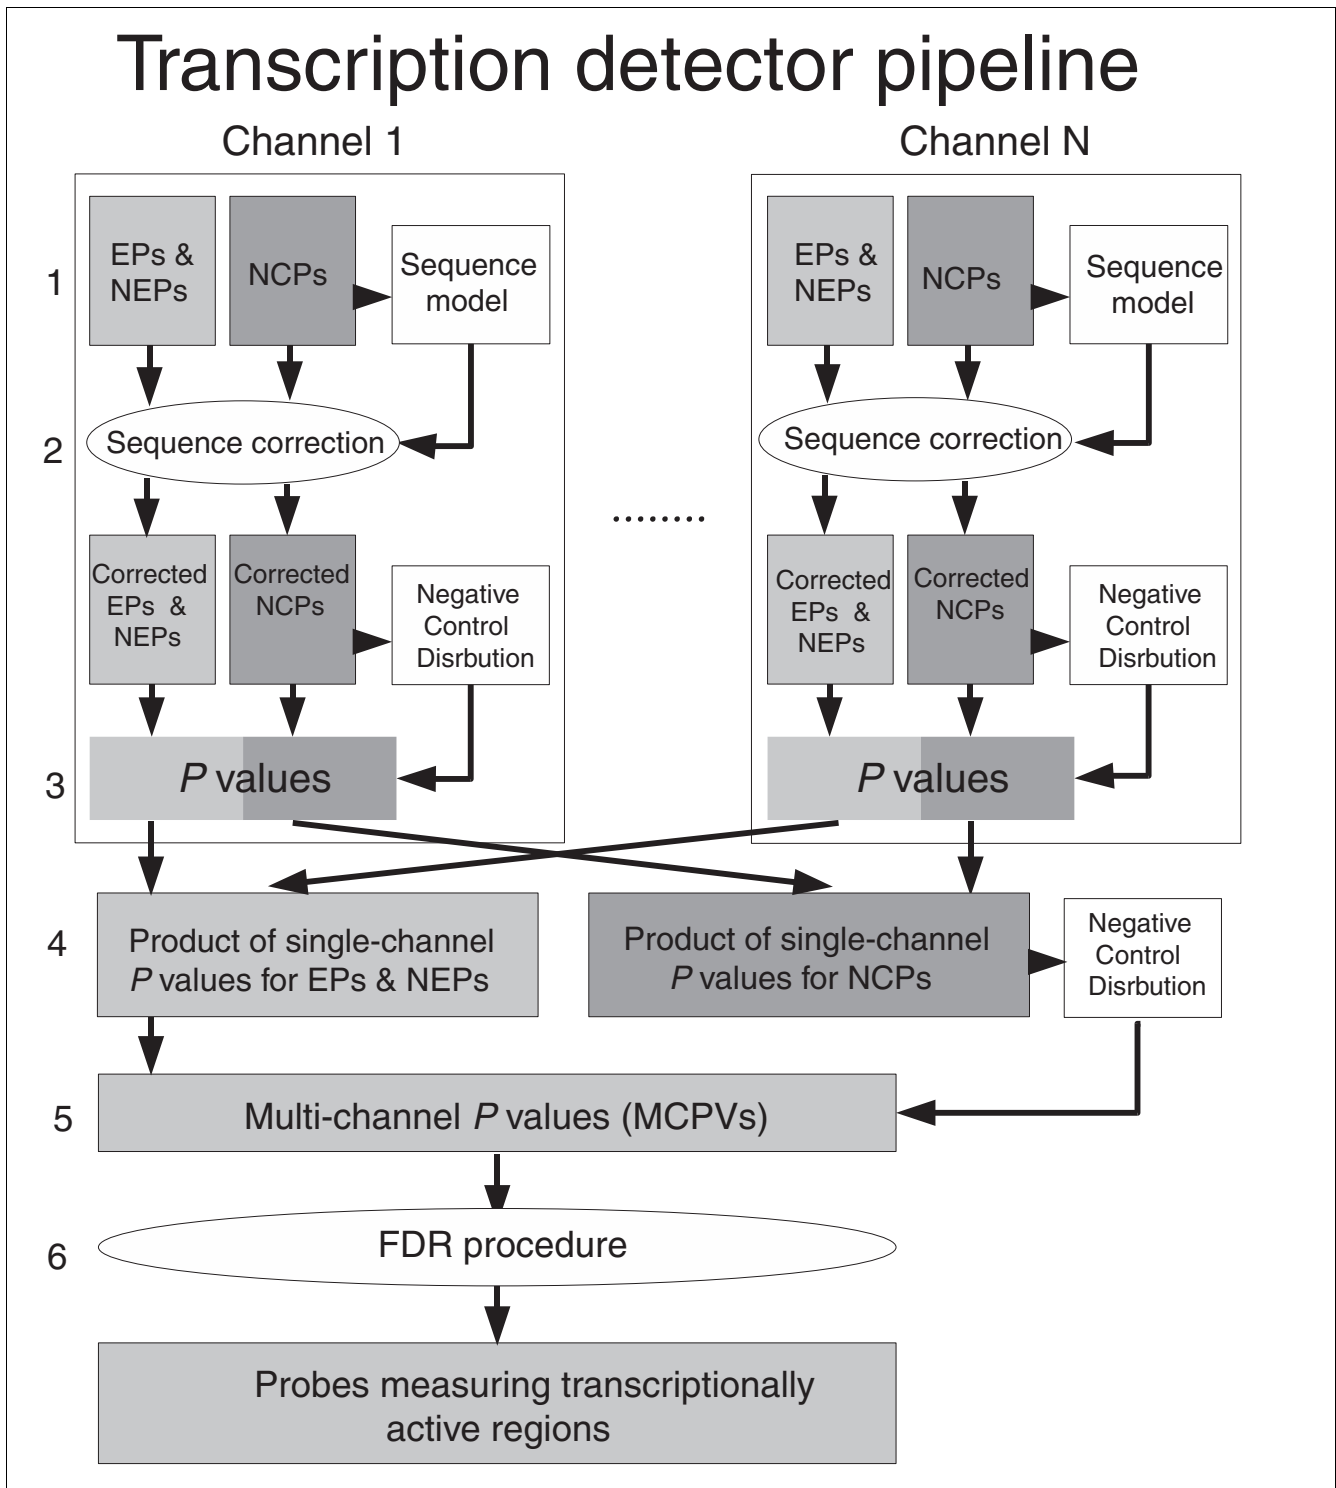 Transcription detector pipeline
Channel 1
Channel N
1
EPs &
NEPs
NCPs
Sequence
model
EPs &
NEPs
NCPs
Sequence
model
2
Sequence correction
Sequence correction
........
Corrected
EPs &
NEPs
Corrected
NCPs
Negative
Control
Disrbution
Corrected
EPs &
NEPs
Corrected
NCPs
Negative
Control
Disrbution
3
P values
P values
4
Product of single-channel
P values for EPs & NEPs
Product of single-channel
P values for NCPs
Negative
Control
Disrbution
5
Multi-channel P values (MCPVs)
6
FDR procedure
Probes measuring transcriptionally
active regions